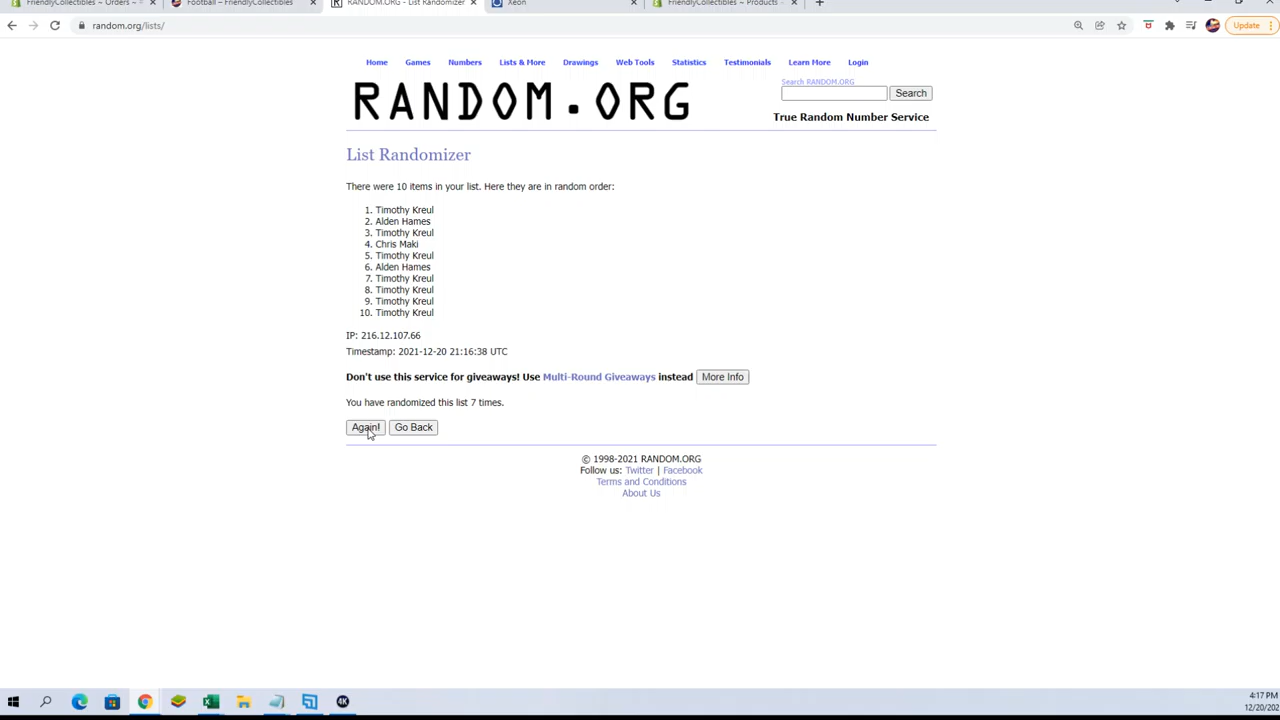 FriendlyCollectibles ~ Orders ~
Football – FriendlyCollectibles
RANDOM.ORG - List Randomizer
Xeon
FriendlyCollectibles ~ Products ~
random.org/lists/
Update
Home Games Numbers Lists & More Drawings Web Tools Statistics Testimonials Learn More Login
RANDOM.ORG
Search RANDOM.ORG
Search
True Random Number Service
List Randomizer
There were 10 items in your list. Here they are in random order:
1. Timothy Kreul
2. Alden Hames
3. Timothy Kreul
4. Chris Maki
5. Timothy Kreul
6. Alden Hames
7. Timothy Kreul
8. Timothy Kreul
9. Timothy Kreul
10. Timothy Kreul
IP: 216.12.107.66
Timestamp: 2021-12-20 21:16:38 UTC
Don't use this service for giveaways! Use Multi-Round Giveaways instead More Info
You have randomized this list 7 times.
Again! Go Back
© 1998-2021 RANDOM.ORG
Follow us: Twitter | Facebook
Terms and Conditions
About Us
4K
4:17 PM
12/20/202